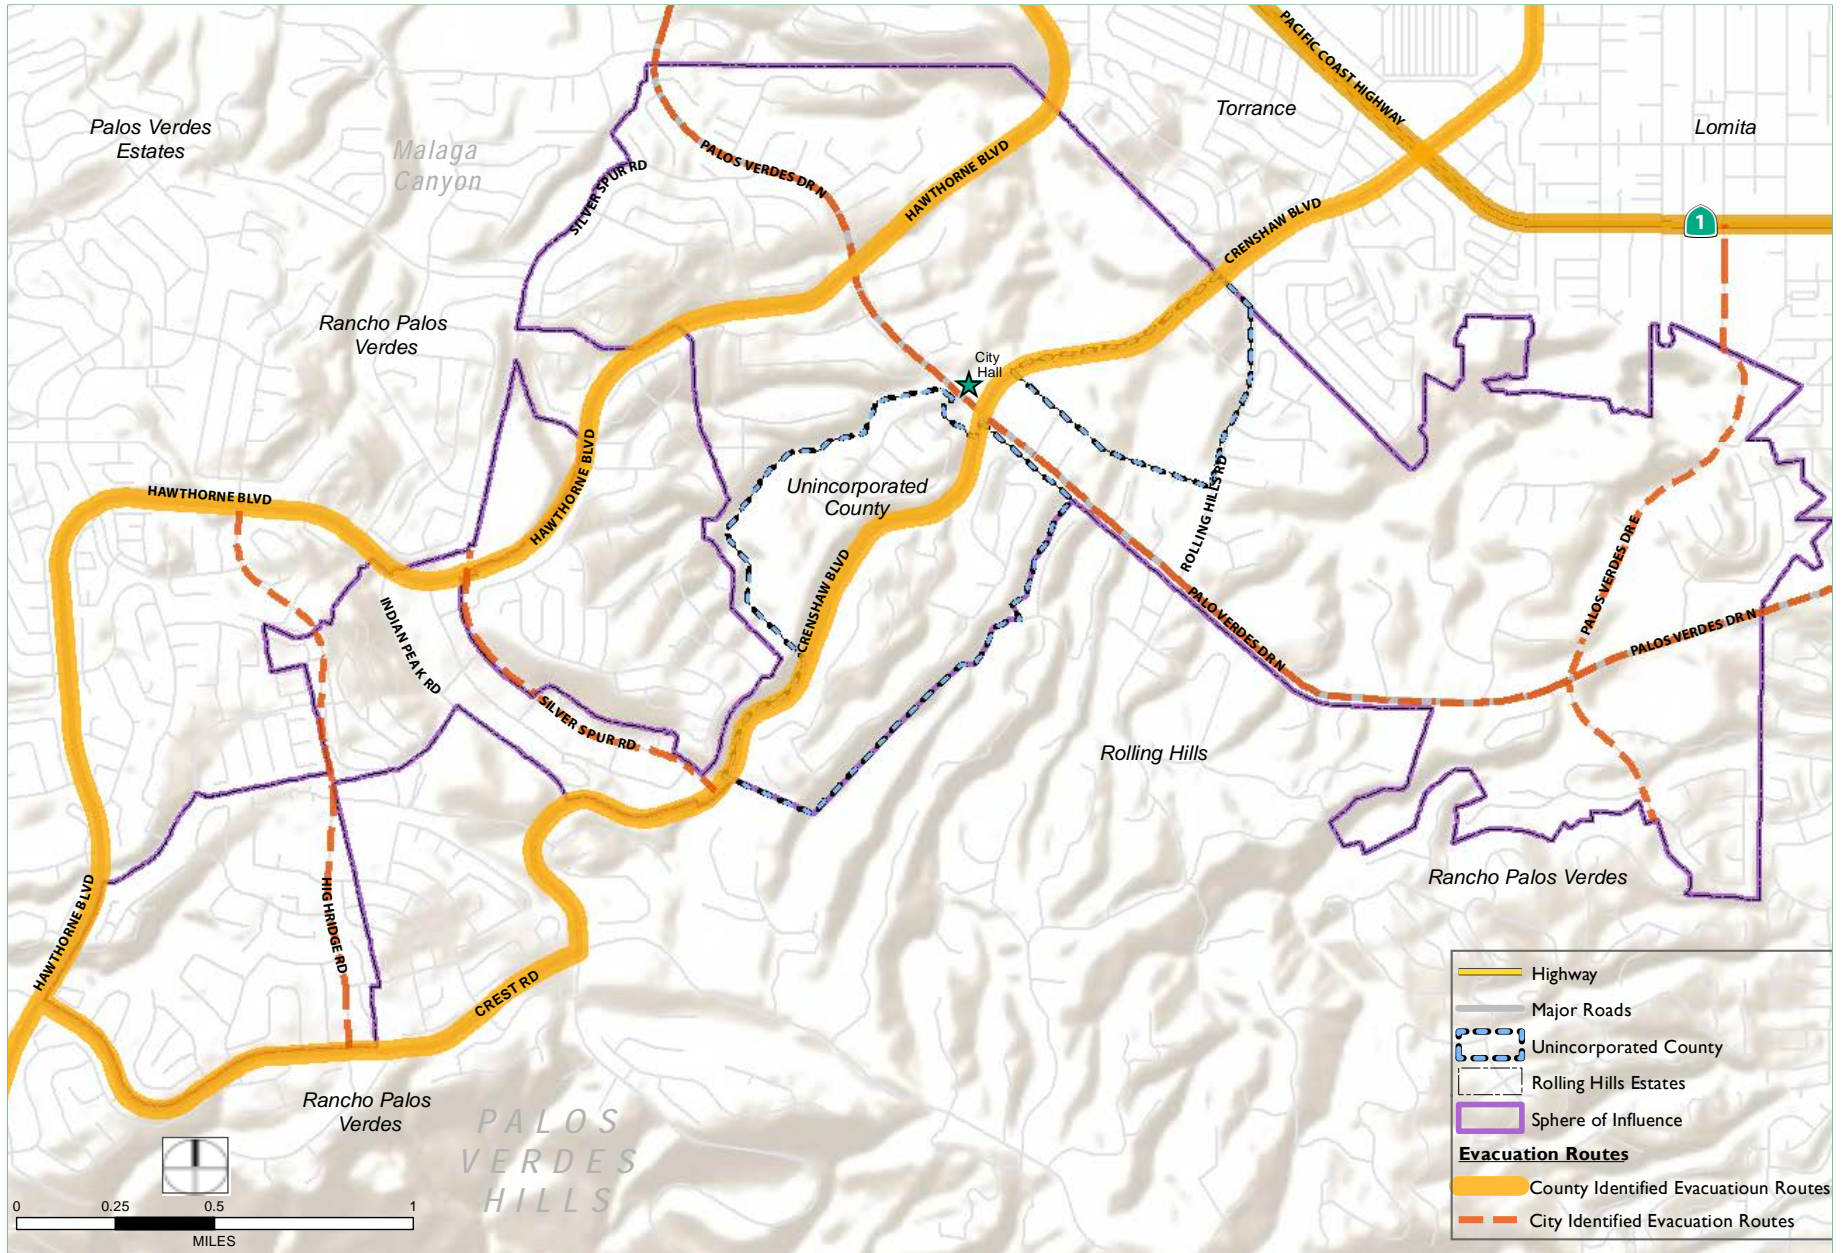 PACIFIC COAST HIGHWAY
Torrance
Lomita
Palos Verdes
Estates
Malaga
Canyon
SILVER SPUR RD
PALOS VERDES DR N
HAWTHORNE BLVD
CRENSHAW BLVD
1
Rancho Palos
Verdes
City
Hall
HAWTHORNE BLVD
HAWTHORNE BLVD
Unincorporated
County
ROLLING HILLS RD
PALOS VERDES DR E
CRENSHAW BLVD
INDIAN PEAK RD
PALO VERDES DR N
PALOS VERDES DR N
SILVER SPUR RD
Rolling Hills
Rancho Palos Verdes
HAWTHORNE BLVD
HIGHRIDGE RD
CREST RD
Rancho Palos
Verdes
PALOS
VERDES
HILLS
0 0.25 0.5 1
MILES
Highway
Major Roads
Unincorporated County
Rolling Hills Estates
Sphere of Influence
Evacuation Routes
County Identified Evacuatioun Routes
City Identified Evacuation Routes